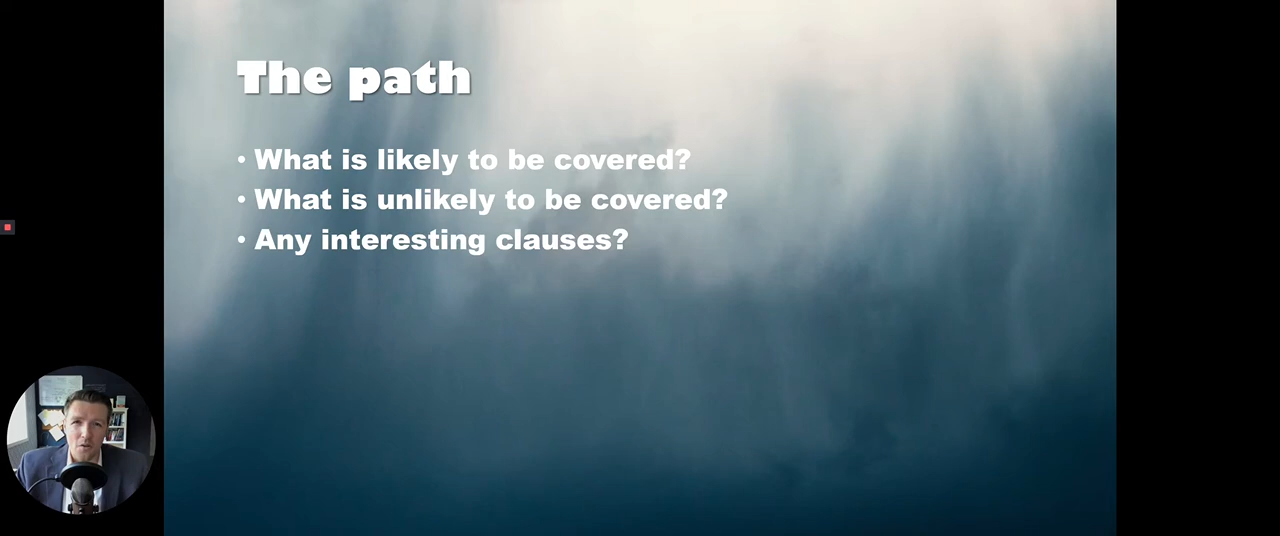 The path
• What is likely to be covered?
• What is unlikely to be covered?
• Any interesting clauses?